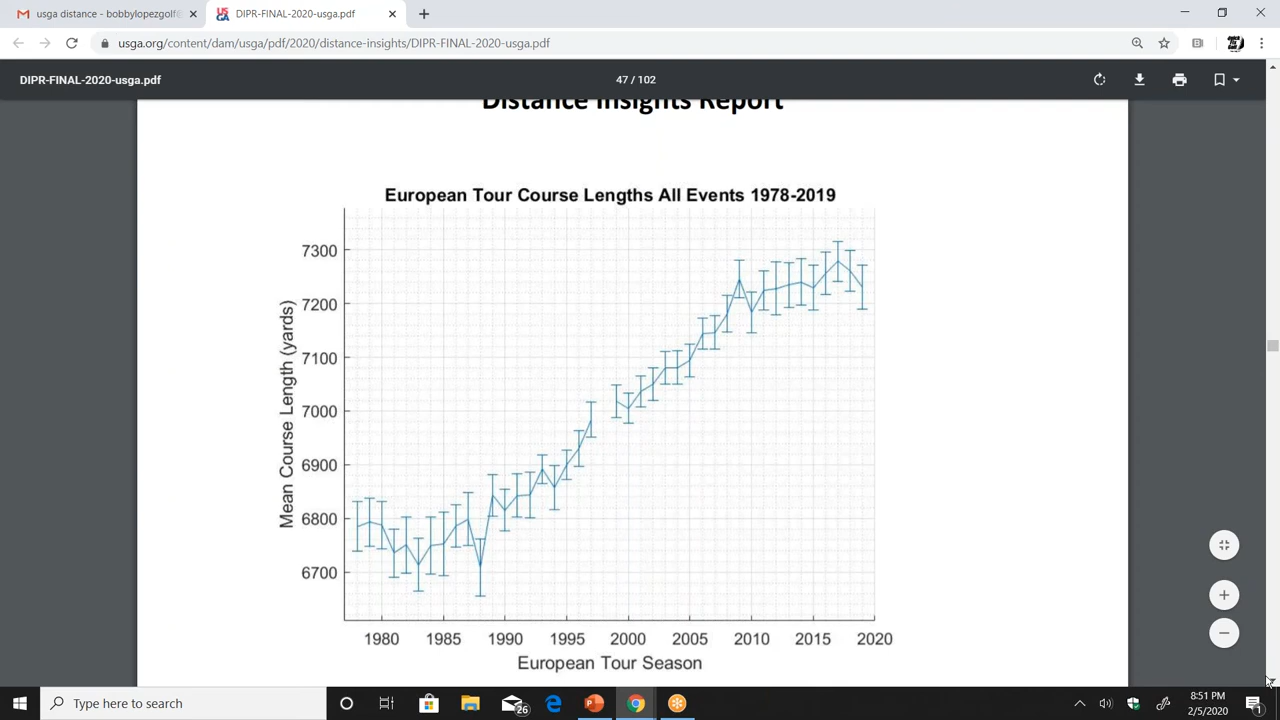 usga distance - bobbylopezgolf@
DIPR-FINAL-2020-usga.pdf
usga.org/content/dam/usga/pdf/2020/distance-insights/DIPR-FINAL-2020-usga.pdf
DIPR-FINAL-2020-usga.pdf
47 / 102
Distance Insights Report
European Tour Course Lengths All Events 1978-2019
Mean Course Length (yards)
7300
7200
7100
7000
6900
6800
6700
1980 1985 1990 1995 2000 2005 2010 2015 2020
European Tour Season
Type here to search
26
8:51 PM
2/5/2020
1